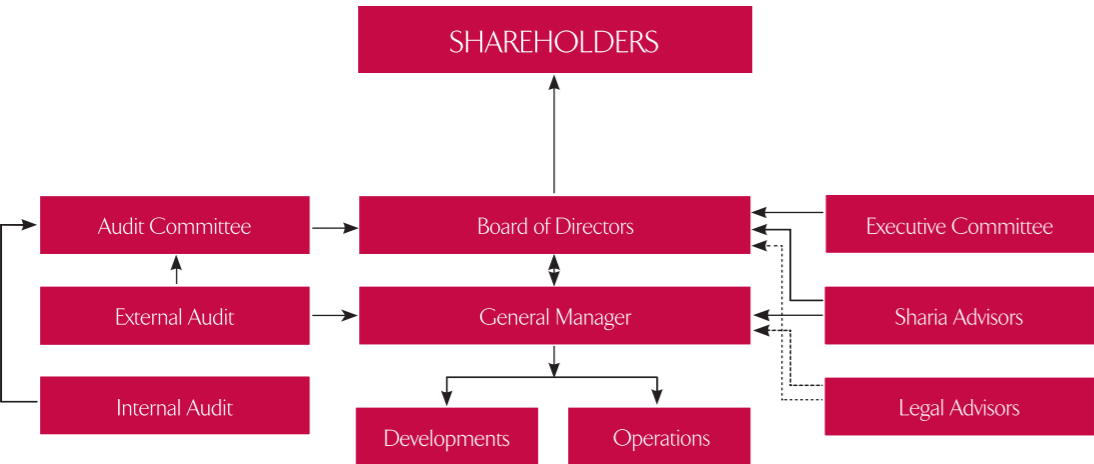 SHAREHOLDERS
Audit Committee
Board of Directors
Executive Committee
External Audit
General Manager
Sharia Advisors
Internal Audit
Legal Advisors
Developments
Operations